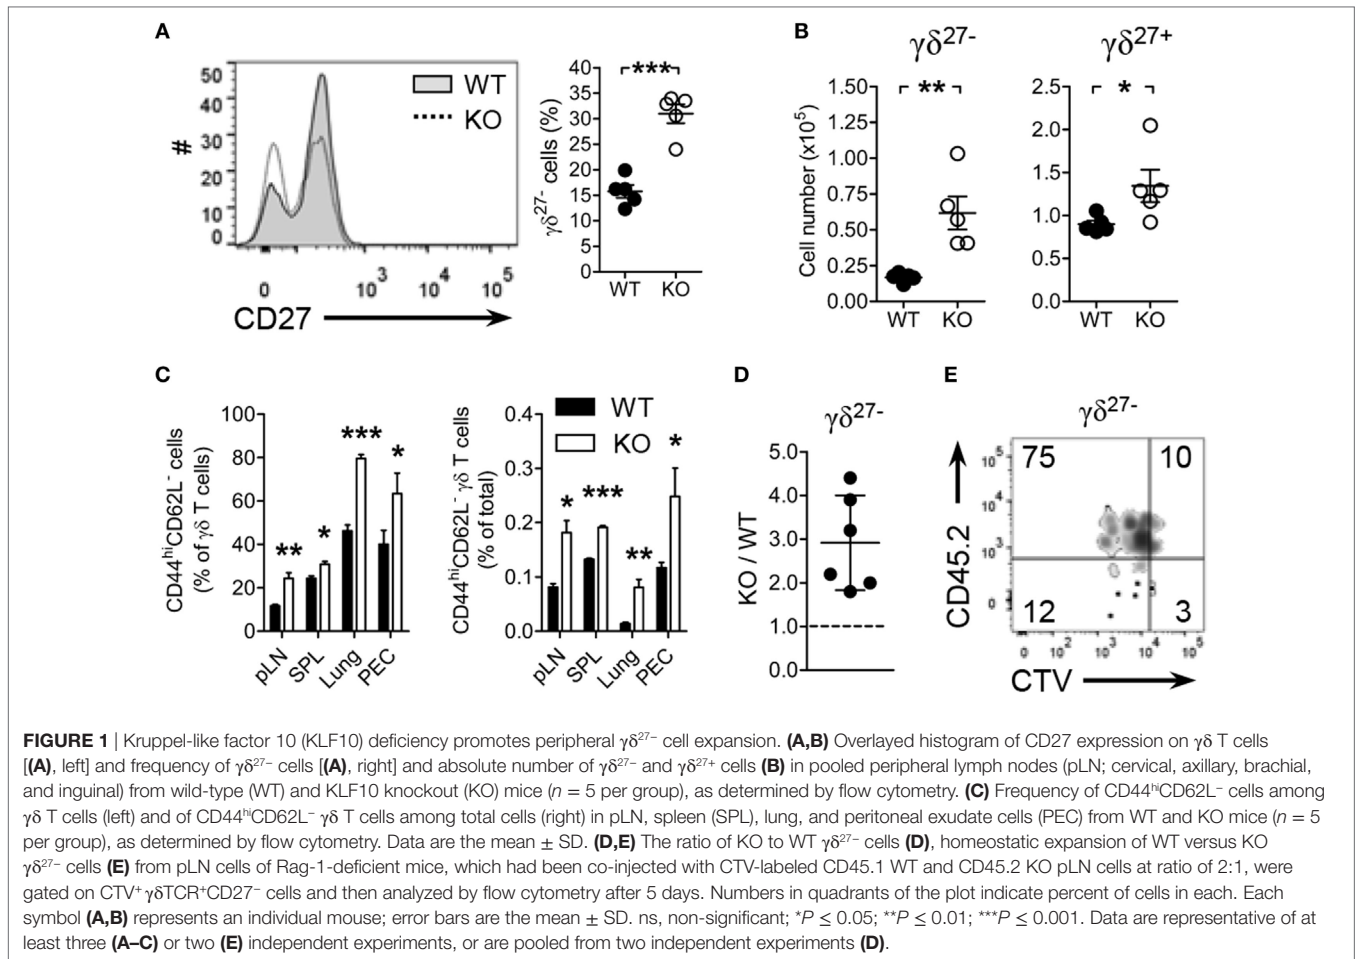 A
#
50
40
30
20
10
0
WT
KO
0
10³
10⁴
10⁵
CD27
γδ²⁷⁻ cells (%)
40
35
30
25
20
15
10
5
0
***
WT
KO
B
γδ²⁷⁻
Cell number (x10⁵)
1.50
1.25
1.00
0.75
0.50
0.25
0.00
**
WT
KO
γδ²⁷⁺
2.5
2.0
1.5
1.0
0.5
0.0
*
WT
KO
C
CD44ʰⁱCD62L⁻ cells
(% of γδ T cells)
100
80
60
40
20
0
**
*
***
*
pLN
SPL
Lung
PEC
CD44ʰⁱCD62L⁻ γδ T cells
(% of total)
0.4
0.3
0.2
0.1
0.0
WT
KO
*
***
**
*
pLN
SPL
Lung
PEC
D
γδ²⁷⁻
KO / WT
5.0
4.0
3.0
2.0
1.0
0.0
E
γδ²⁷⁻
CD45.2
10⁵
10⁴
10³
0
75
10
12
3
0
10²
10³
10⁴
10⁵
CTV
FIGURE 1 | Kruppel-like factor 10 (KLF10) deficiency promotes peripheral γδ²⁷⁻ cell expansion. (A,B) Overlayed histogram of CD27 expression on γδ T cells
[(A), left] and frequency of γδ²⁷⁻ cells [(A), right] and absolute number of γδ²⁷⁻ and γδ²⁷⁺ cells (B) in pooled peripheral lymph nodes (pLN; cervical, axillary, brachial,
and inguinal) from wild-type (WT) and KLF10 knockout (KO) mice (n = 5 per group), as determined by flow cytometry. (C) Frequency of CD44ʰⁱCD62L⁻ cells among
γδ T cells (left) and of CD44ʰⁱCD62L⁻ γδ T cells among total cells (right) in pLN, spleen (SPL), lung, and peritoneal exudate cells (PEC) from WT and KO mice (n = 5
per group), as determined by flow cytometry. Data are the mean ± SD. (D,E) The ratio of KO to WT γδ²⁷⁻ cells (D), homeostatic expansion of WT versus KO
γδ²⁷⁻ cells (E) from pLN cells of Rag-1-deficient mice, which had been co-injected with CTV-labeled CD45.1 WT and CD45.2 KO pLN cells at ratio of 2:1, were
gated on CTV⁺ γδTCR⁺CD27⁻ cells and then analyzed by flow cytometry after 5 days. Numbers in quadrants of the plot indicate percent of cells in each. Each
symbol (A,B) represents an individual mouse; error bars are the mean ± SD. ns, non-significant; *P ≤ 0.05; **P ≤ 0.01; ***P ≤ 0.001. Data are representative of at
least three (A–C) or two (E) independent experiments, or are pooled from two independent experiments (D).